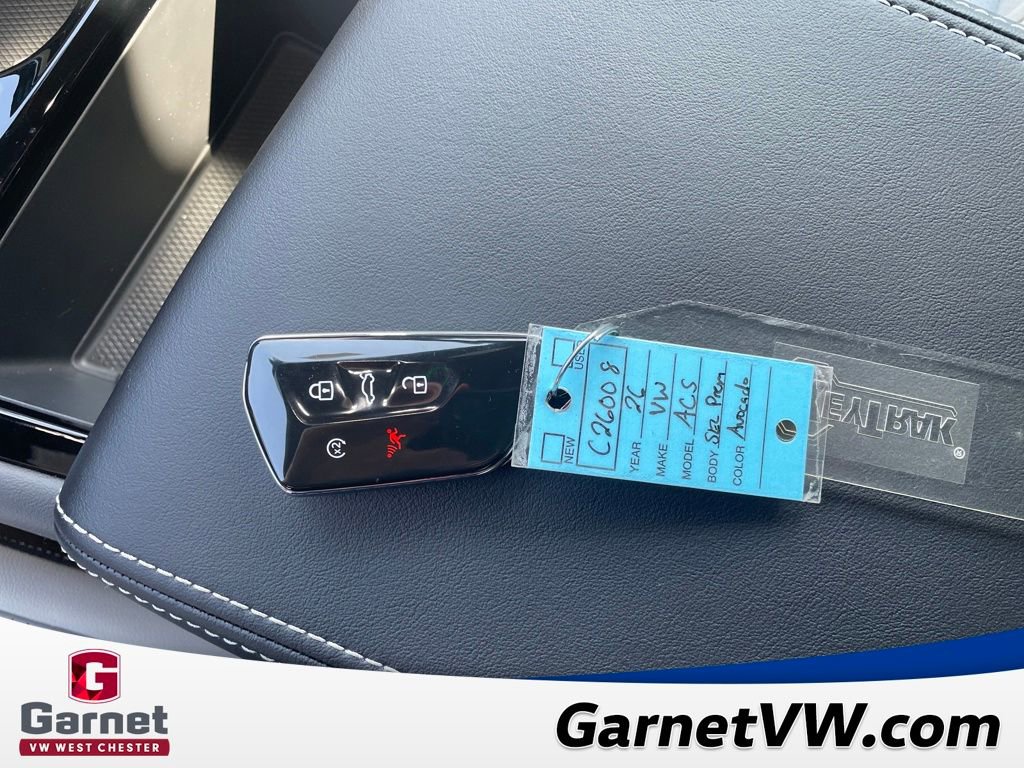 x2
USED
NEW
C26008
YEAR 26
MAKE VW
MODEL ACS
BODY SEL Prem
COLOR Avocado
KEYTRAK®
G
Garnet
VW WEST CHESTER
GarnetVW.com